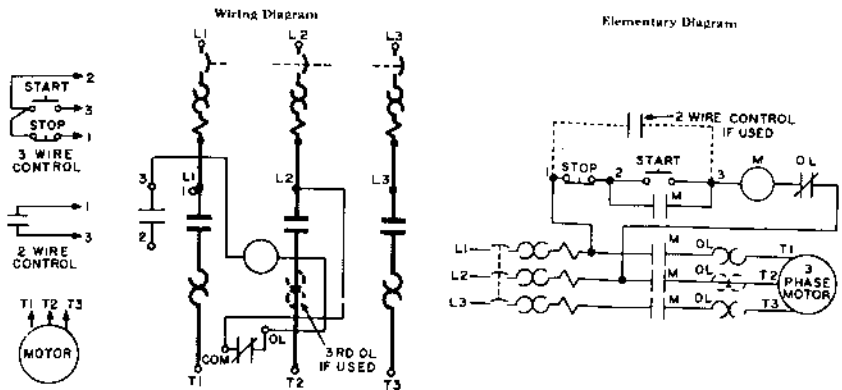 Wiring Diagram
Elementary Diagram
L1
L2
L3
2
START
3
STOP
1
3 WIRE
CONTROL
1
3
2 WIRE
CONTROL
T1 T2 T3
MOTOR
3
2
L1
1
L2
L3
COM
OL
3RD OL
IF USED
T1
T2
T3
2 WIRE CONTROL
IF USED
1
STOP
2
START
3
M
OL
M
L1
M
OL
T1
L2
M
OL
T2
L3
M
OL
T3
3
PHASE
MOTOR